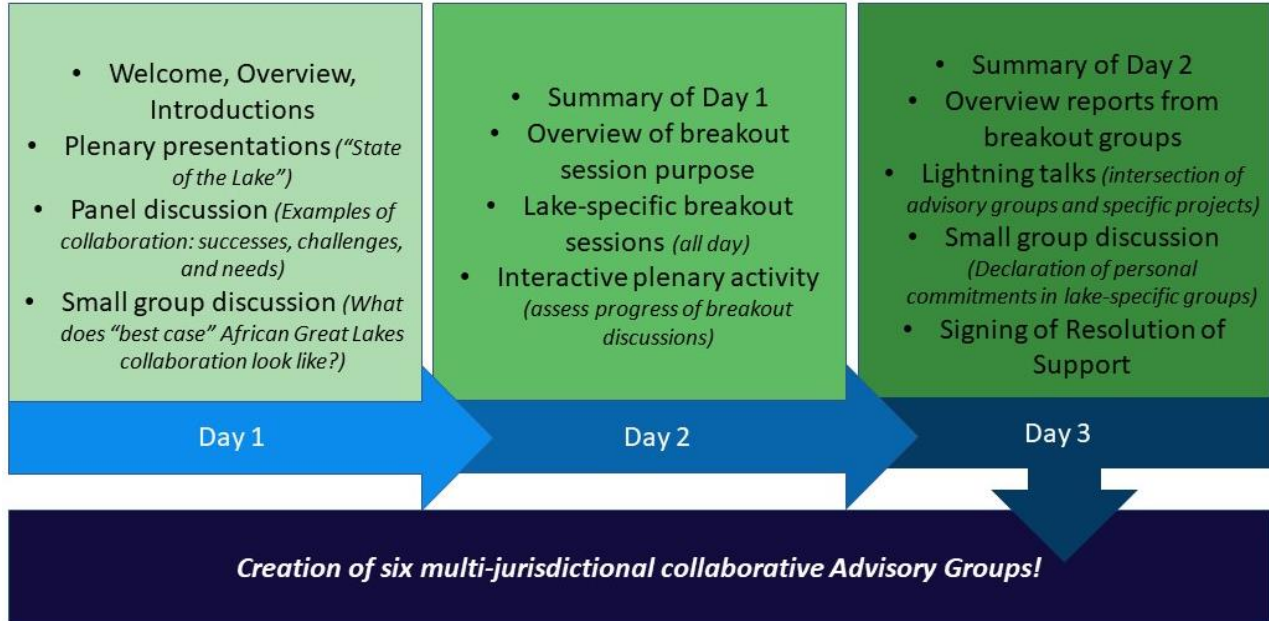 • Welcome, Overview,
Introductions
• Plenary presentations (“State
of the Lake”)
• Panel discussion (Examples of
collaboration: successes, challenges,
and needs)
• Small group discussion (What
does “best case” African Great Lakes
collaboration look like?)
Day 1
• Summary of Day 1
• Overview of breakout
session purpose
• Lake-specific breakout
sessions (all day)
• Interactive plenary activity
(assess progress of breakout
discussions)
Day 2
• Summary of Day 2
• Overview reports from
breakout groups
• Lightning talks (intersection of
advisory groups and specific projects)
• Small group discussion
(Declaration of personal
commitments in lake-specific groups)
• Signing of Resolution of
Support
Day 3
Creation of six multi-jurisdictional collaborative Advisory Groups!